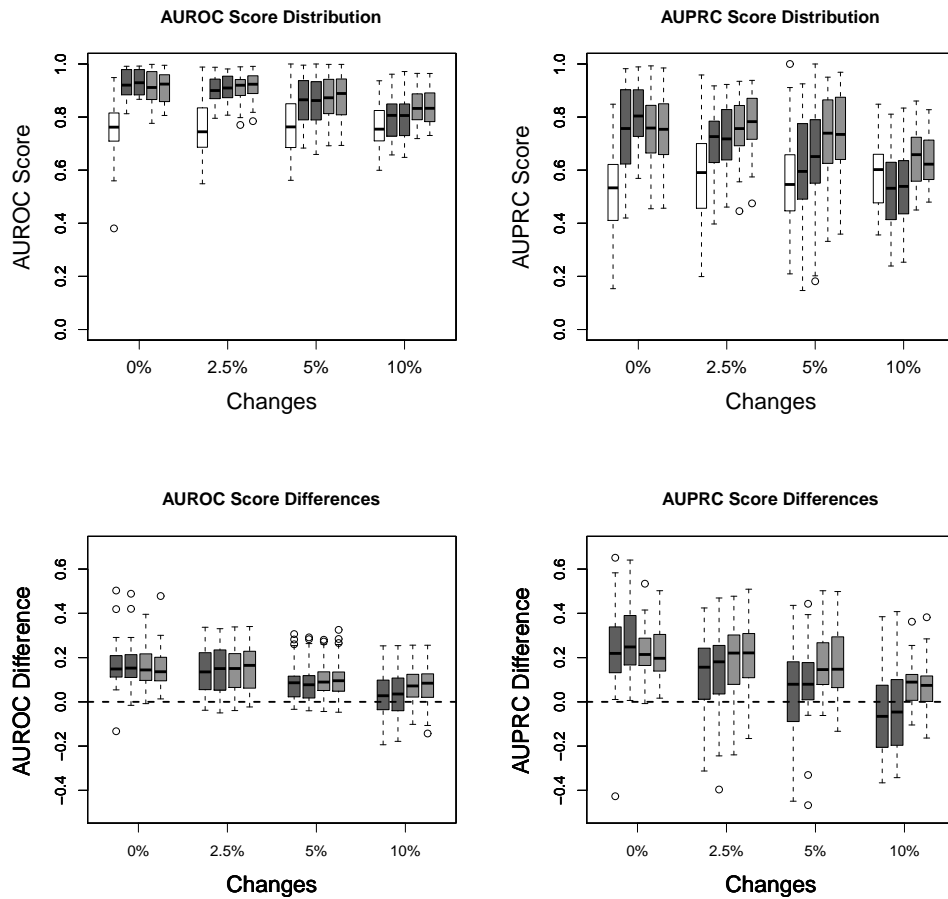 AUROC Score Distribution
AUROC Score
0.0 0.2 0.4 0.6 0.8 1.0
0% 2.5% 5% 10%
Changes
AUPRC Score Distribution
AUPRC Score
0.0 0.2 0.4 0.6 0.8 1.0
0% 2.5% 5% 10%
Changes
AUROC Score Differences
AUROC Difference
−0.4 −0.2 0.0 0.2 0.4 0.6
0% 2.5% 5% 10%
Changes
AUPRC Score Differences
AUPRC Difference
−0.4 −0.2 0.0 0.2 0.4 0.6
0% 2.5% 5% 10%
Changes